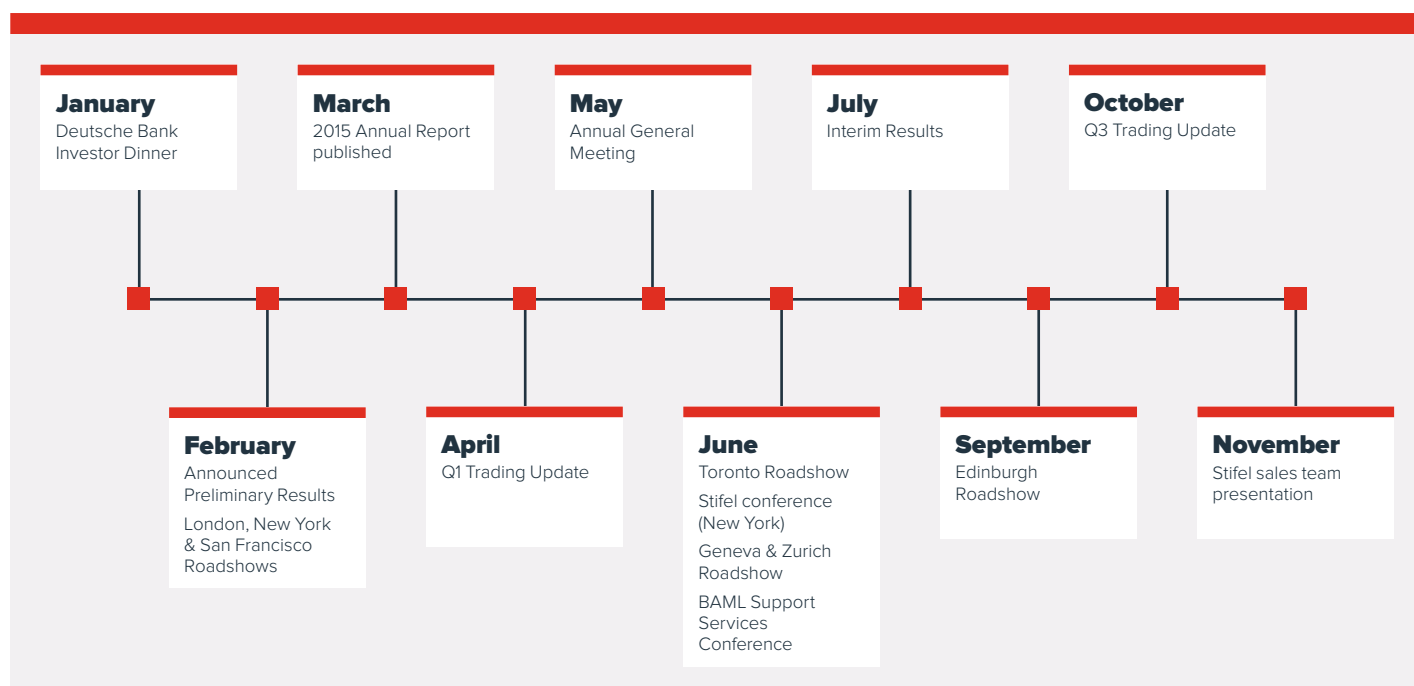 January
Deutsche Bank
Investor Dinner
March
2015 Annual Report
published
May
Annual General
Meeting
July
Interim Results
October
Q3 Trading Update
February
Announced
Preliminary Results
London, New York
& San Francisco
Roadshows
April
Q1 Trading Update
June
Toronto Roadshow
Stifel conference
(New York)
Geneva & Zurich
Roadshow
BAML Support
Services
Conference
September
Edinburgh
Roadshow
November
Stifel sales team
presentation